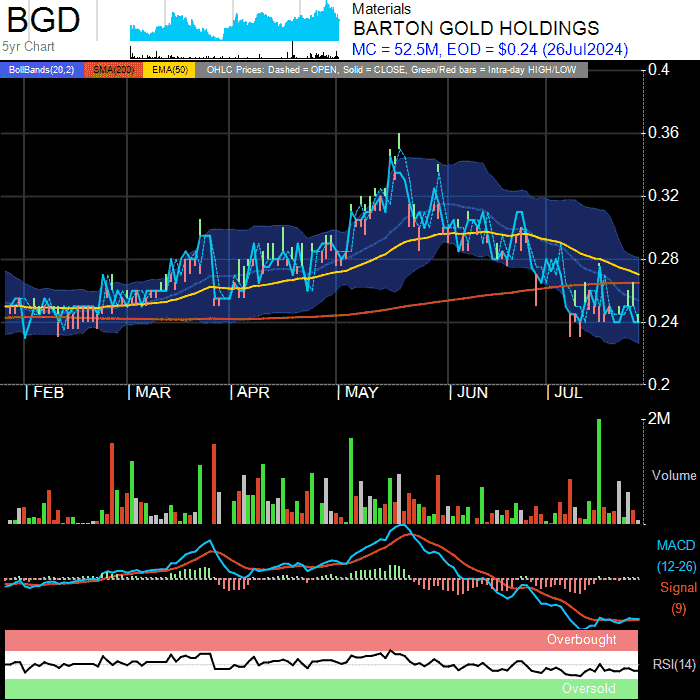 BGD
5yr Chart
Materials
BARTON GOLD HOLDINGS
MC = 52.5M, EOD = $0.24 (26Jul2024)
BollBands(20,2) SMA(200) EMA(50) OHLC Prices: Dashed = OPEN, Solid = CLOSE, Green/Red bars = Intra-day HIGH/LOW
0.4
0.36
0.32
0.28
0.24
0.2
FEB MAR APR MAY JUN JUL
2M
Volume
MACD
(12-26)
Signal
(9)
Overbought
RSI(14)
Oversold